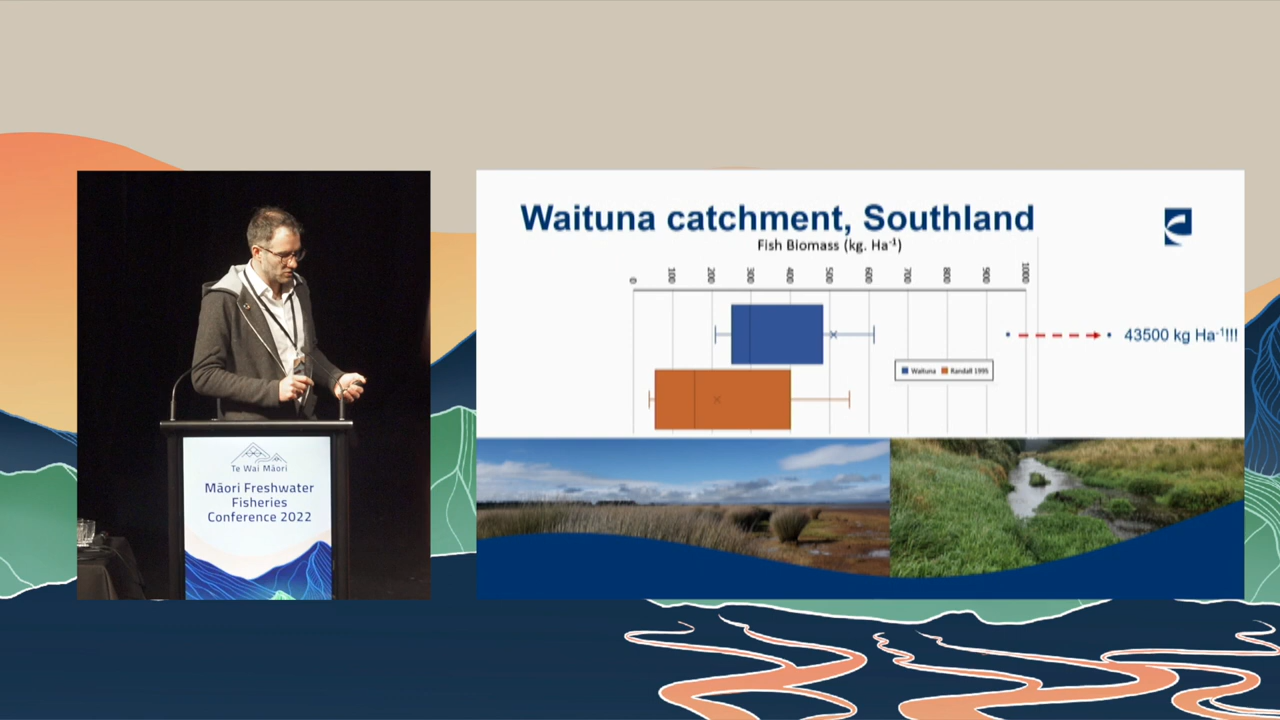 Waituna catchment, Southland
Fish Biomass (kg. Ha⁻¹)
0 100 200 300 400 500 600 700 800 900 1000
43500 kg Ha⁻¹!!!
Waituna Randall 1995
Te Wai Māori
Māori Freshwater
Fisheries
Conference 2022